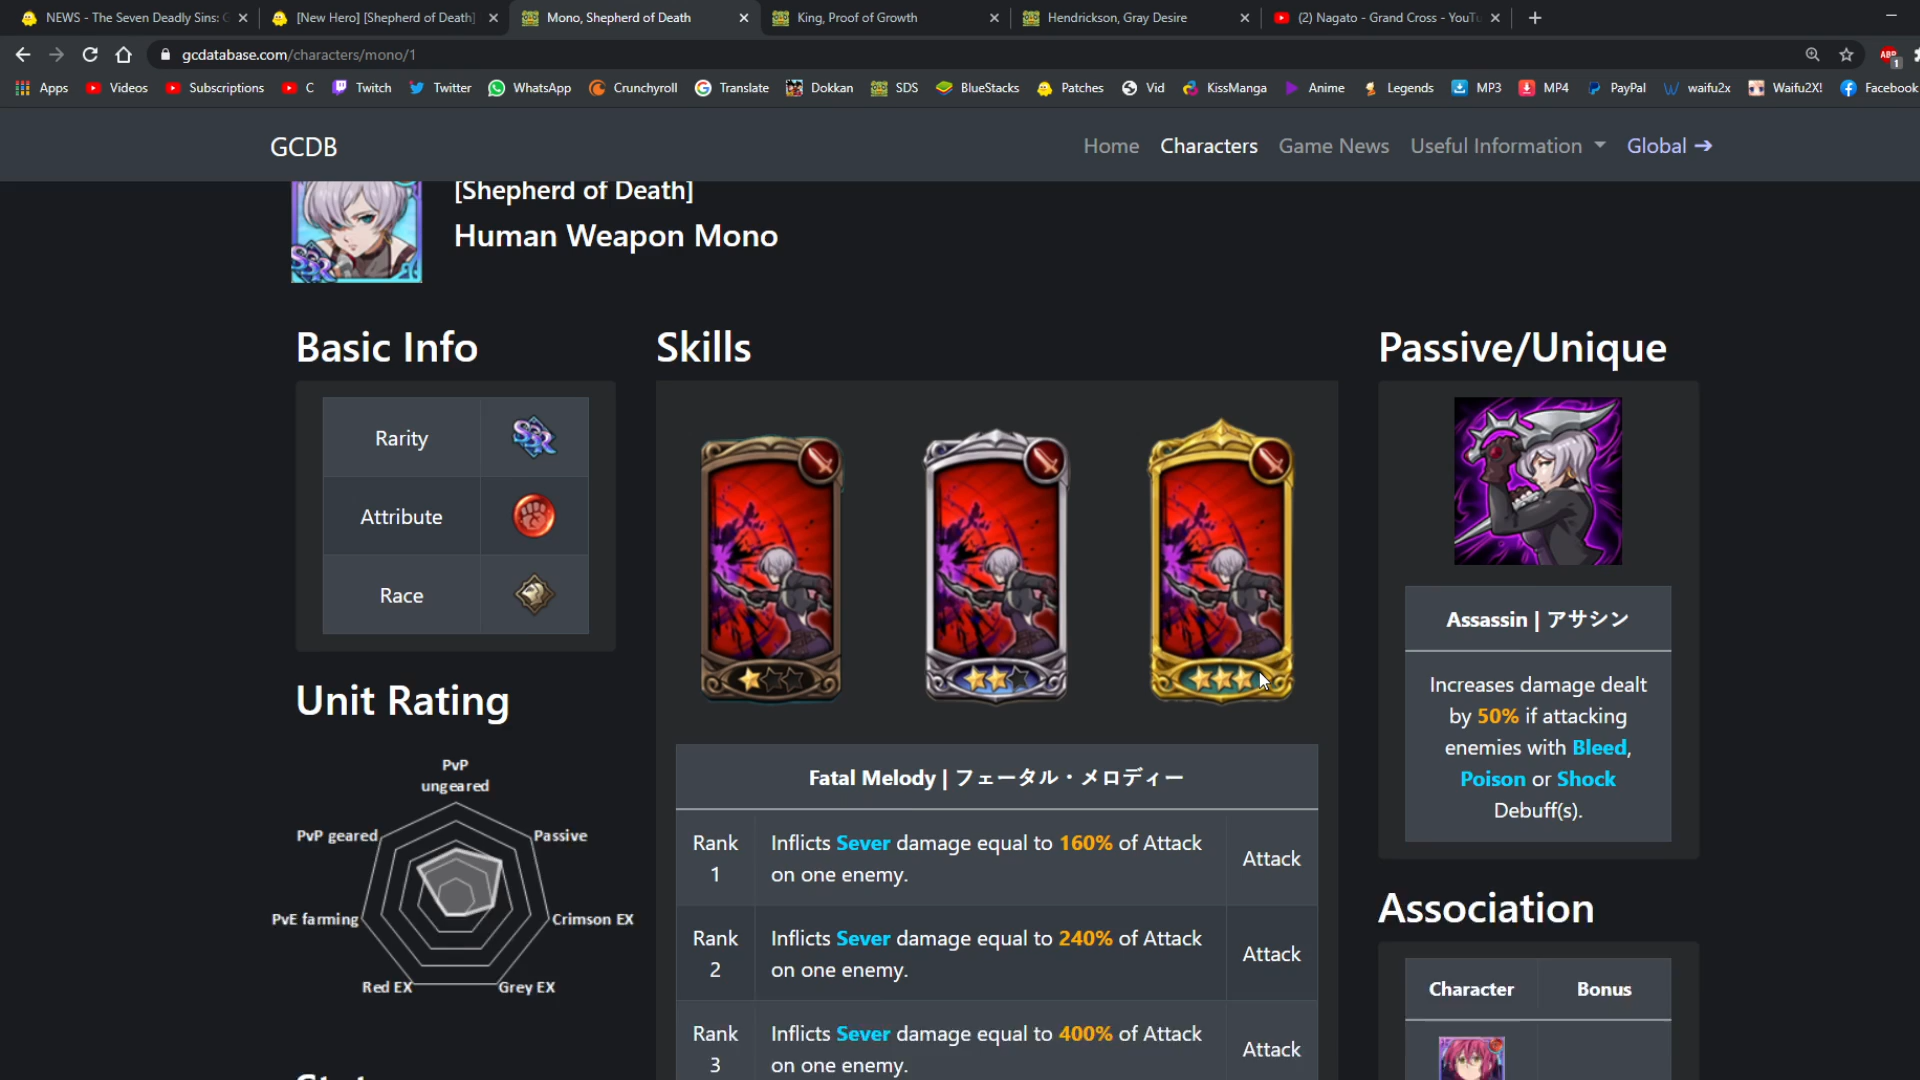 NEWS - The Seven Deadly Sins: G
[New Hero] [Shepherd of Death]
Mono, Shepherd of Death
King, Proof of Growth
Hendrickson, Gray Desire
(2) Nagato - Grand Cross - YouTu
gcdatabase.com/characters/mono/1
ABP
1
Apps
Videos
Subscriptions
C
Twitch
Twitter
WhatsApp
Crunchyroll
Translate
Dokkan
SDS
BlueStacks
Patches
Vid
KissManga
Anime
Legends
MP3
MP4
PayPal
waifu2x
Waifu2X!
Facebook
GCDB
Home
Characters
Game News
Useful Information
Global →
[Shepherd of Death]
Human Weapon Mono
SSR
Basic Info
Rarity
SSR
Attribute
Race
Unit Rating
PvP
ungeared
PvP geared
Passive
PvE farming
Crimson EX
Red EX
Grey EX
Skills
Fatal Melody | フェータル・メロディー
Rank
1
Inflicts Sever damage equal to 160% of Attack
on one enemy.
Attack
Rank
2
Inflicts Sever damage equal to 240% of Attack
on one enemy.
Attack
Rank
3
Inflicts Sever damage equal to 400% of Attack
on one enemy.
Attack
Passive/Unique
Assassin | アサシン
Increases damage dealt
by 50% if attacking
enemies with Bleed,
Poison or Shock
Debuff(s).
Association
Character
Bonus